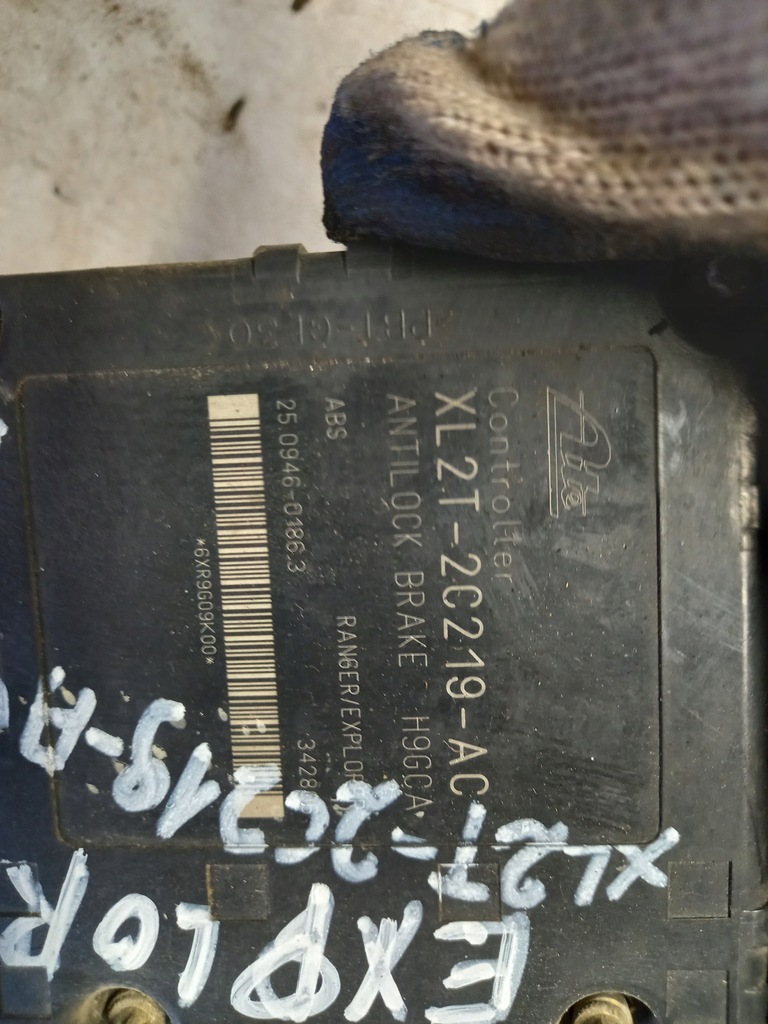 Ate
Controller
XL2T-2C219-AC
ANTILOCK BRAKE H9GCA
ABS RANGER/EXPLOR
25.0946-0186.3 3428
*6XR9G09K00*
>PBT-GF30<
XL2T-2C219-A
EXPLOR